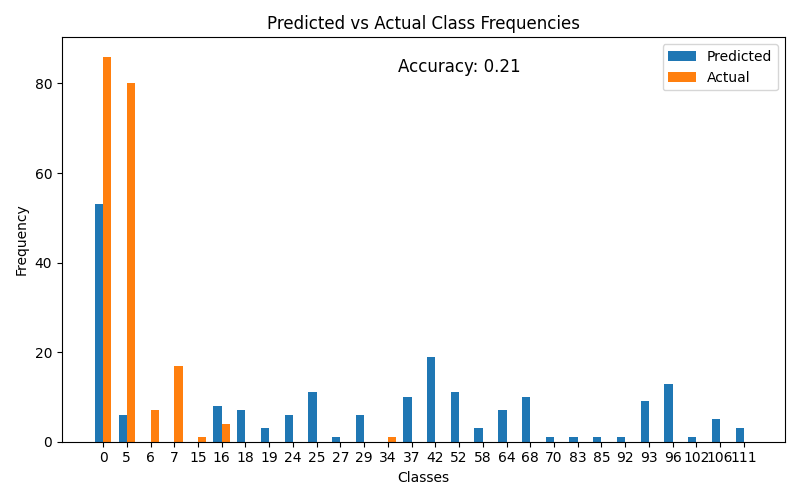 Predicted vs Actual Class Frequencies
Accuracy: 0.21
Predicted
Actual
Frequency
80
60
40
20
0
0 5 6 7 15 16 18 19 24 25 27 29 34 37 42 52 58 64 68 70 83 85 92 93 96 102 106 111
Classes